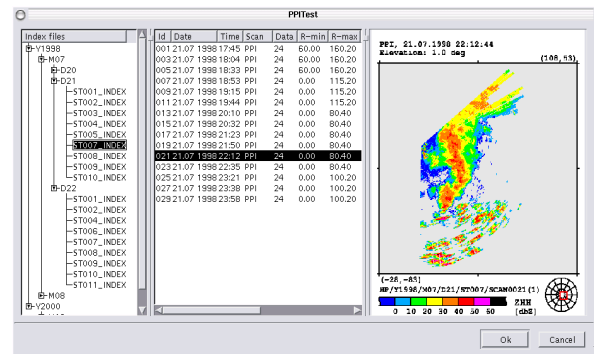 PPITest
Index files
Y1998
M07
D20
D21
ST001_INDEX
ST002_INDEX
ST003_INDEX
ST004_INDEX
ST005_INDEX
ST007_INDEX
ST008_INDEX
ST009_INDEX
ST010_INDEX
D22
ST001_INDEX
ST002_INDEX
ST004_INDEX
ST006_INDEX
ST007_INDEX
ST008_INDEX
ST009_INDEX
ST010_INDEX
ST011_INDEX
M08
Y2000
Id Date Time Scan Data R-min R-max
001 21.07 1998 17:45 PPI 24 60.00 160.20
003 21.07 1998 18:04 PPI 24 60.00 160.20
005 21.07 1998 18:33 PPI 24 60.00 160.20
007 21.07 1998 18:53 PPI 24 0.00 115.20
009 21.07 1998 19:15 PPI 24 0.00 115.20
011 21.07 1998 19:44 PPI 24 0.00 115.20
013 21.07 1998 20:10 PPI 24 0.00 80.40
015 21.07 1998 20:32 PPI 24 0.00 80.40
017 21.07 1998 21:23 PPI 24 0.00 80.40
019 21.07 1998 21:50 PPI 24 0.00 80.40
021 21.07 1998 22:12 PPI 24 0.00 80.40
023 21.07 1998 22:35 PPI 24 0.00 80.40
025 21.07 1998 23:21 PPI 24 0.00 100.20
027 21.07 1998 23:38 PPI 24 0.00 100.20
029 21.07 1998 23:58 PPI 24 0.00 100.20
PPI, 21.07.1998 22:12:44
Elevation: 1.0 deg
(108,53)
(-28,-83)
HP/Y1998/M07/D21/ST007/SCAN0021(1)
ZHH
0 10 20 30 40 50 60 [dbZ]
Ok Cancel